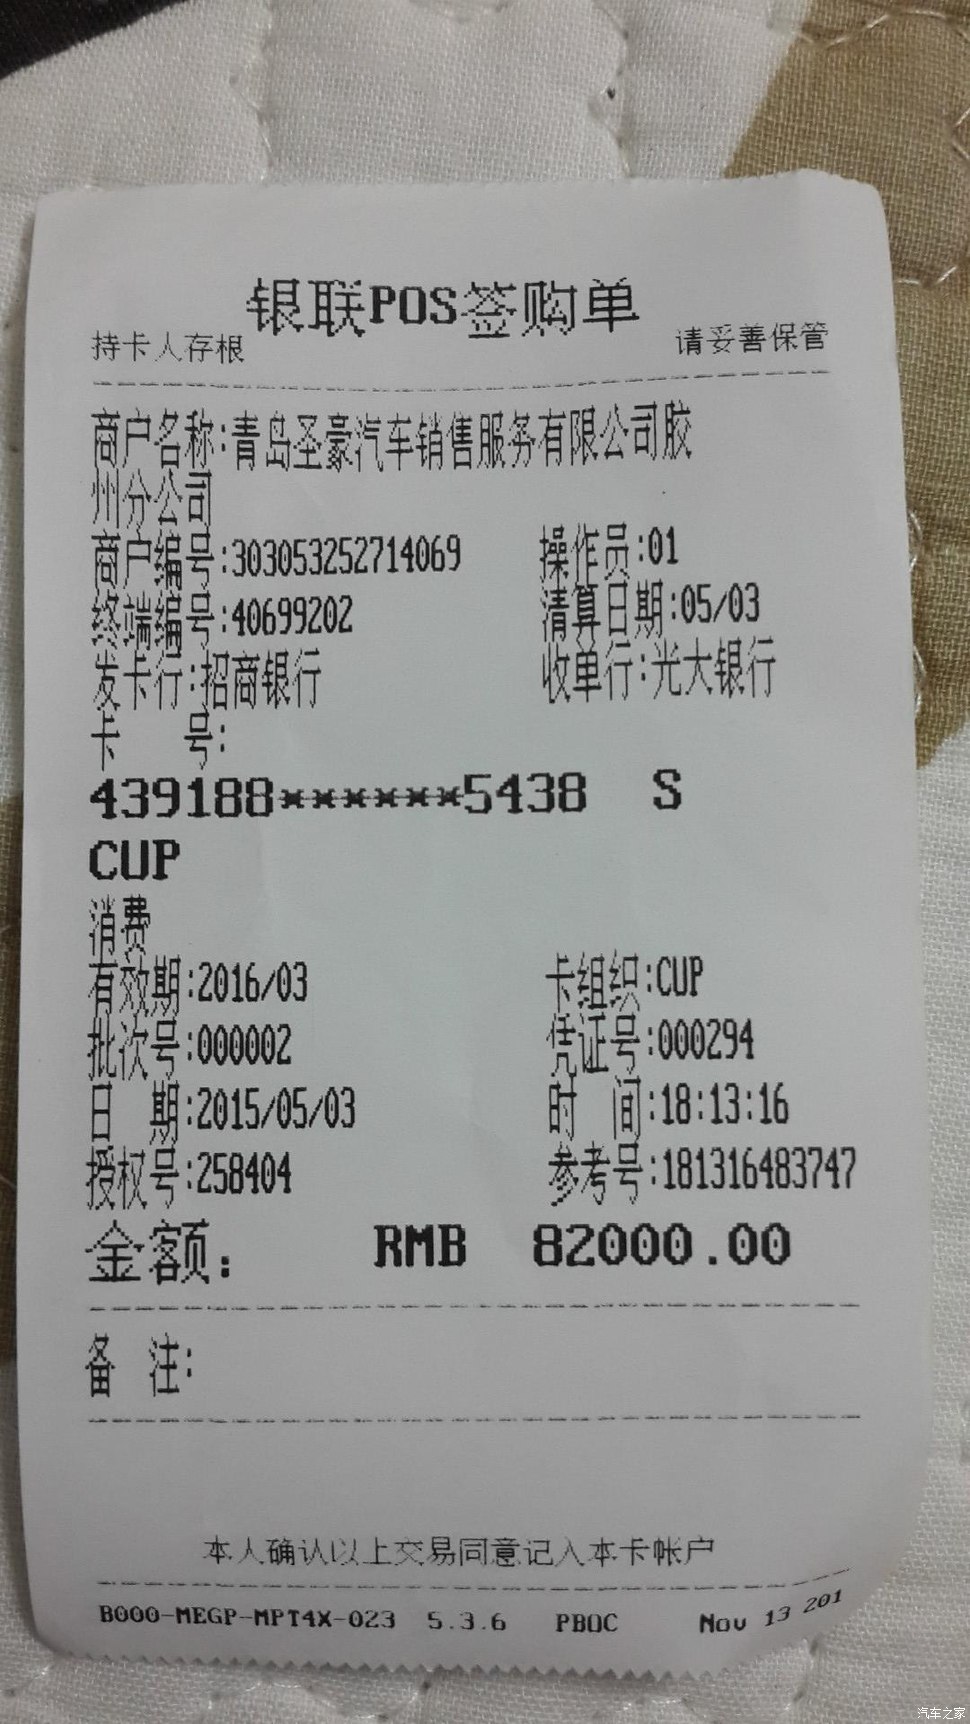 银联POS签购单
持卡人存根 请妥善保管
商户名称:青岛圣豪汽车销售服务有限公司胶
州分公司
商户编号:303053252714069 操作员:01
终端编号:40699202 清算日期:05/03
发卡行:招商银行 收单行:光大银行
卡 号:
439188******5438 S
CUP
消费
有效期:2016/03 卡组织:CUP
批次号:000002 凭证号:000294
日 期:2015/05/03 时 间:18:13:16
授权号:258404 参考号:181316483747
金额: RMB 82000.00
备 注:
本人确认以上交易同意记入本卡帐户
B000-MEGP-MPT4X-023 5.3.6 PBOC Nov 13 201
汽车之家